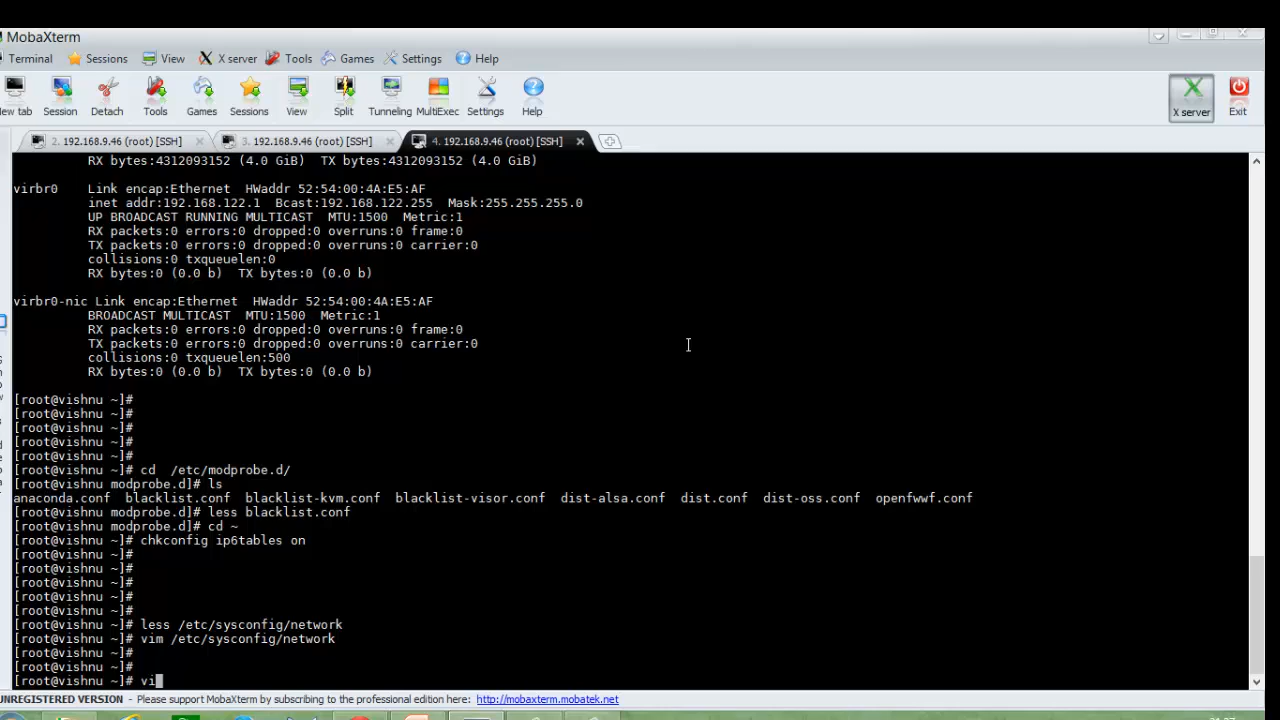 MobaXterm
Terminal Sessions View X server Tools Games Settings Help
Session Detach Tools Games Sessions View Split Tunneling MultiExec Settings Help X server Exit
2. 192.168.9.46 (root) [SSH] 3. 192.168.9.46 (root) [SSH] 4. 192.168.9.46 (root) [SSH]
RX bytes:4312093152 (4.0 GiB)  TX bytes:4312093152 (4.0 GiB)
virbr0    Link encap:Ethernet  HWaddr 52:54:00:4A:E5:AF
inet addr:192.168.122.1  Bcast:192.168.122.255  Mask:255.255.255.0
UP BROADCAST RUNNING MULTICAST  MTU:1500  Metric:1
RX packets:0 errors:0 dropped:0 overruns:0 frame:0
TX packets:0 errors:0 dropped:0 overruns:0 carrier:0
collisions:0 txqueuelen:0
RX bytes:0 (0.0 b)  TX bytes:0 (0.0 b)
virbr0-nic Link encap:Ethernet  HWaddr 52:54:00:4A:E5:AF
BROADCAST MULTICAST  MTU:1500  Metric:1
RX packets:0 errors:0 dropped:0 overruns:0 frame:0
TX packets:0 errors:0 dropped:0 overruns:0 carrier:0
collisions:0 txqueuelen:500
RX bytes:0 (0.0 b)  TX bytes:0 (0.0 b)
[root@vishnu ~]#
[root@vishnu ~]#
[root@vishnu ~]#
[root@vishnu ~]#
[root@vishnu ~]#
[root@vishnu ~]# cd  /etc/modprobe.d/
[root@vishnu modprobe.d]# ls
anaconda.conf  blacklist.conf  blacklist-kvm.conf  blacklist-visor.conf  dist-alsa.conf  dist.conf  dist-oss.conf  openfwwf.conf
[root@vishnu modprobe.d]# less blacklist.conf
[root@vishnu modprobe.d]# cd ~
[root@vishnu ~]# chkconfig ip6tables on
[root@vishnu ~]#
[root@vishnu ~]#
[root@vishnu ~]#
[root@vishnu ~]#
[root@vishnu ~]#
[root@vishnu ~]# less /etc/sysconfig/network
[root@vishnu ~]# vim /etc/sysconfig/network
[root@vishnu ~]#
[root@vishnu ~]#
[root@vishnu ~]# vi
UNREGISTERED VERSION - Please support MobaXterm by subscribing to the professional edition here: http://mobaxterm.mobatek.net